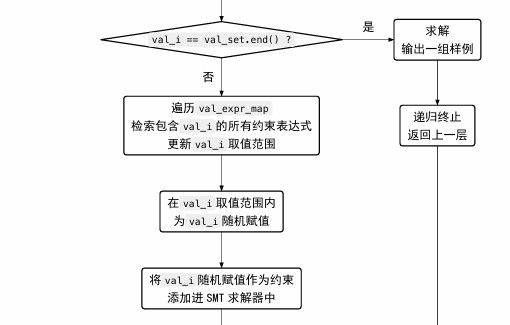 val_i == val_set.end() ?
是
求解
输出一组样例
否
遍历 val_expr_map
检索包含 val_i 的所有约束表达式
更新 val_i 取值范围
递归终止
返回上一层
在 val_i 取值范围内
为 val_i 随机赋值
将 val_i 随机赋值作为约束
添加进 SMT 求解器中